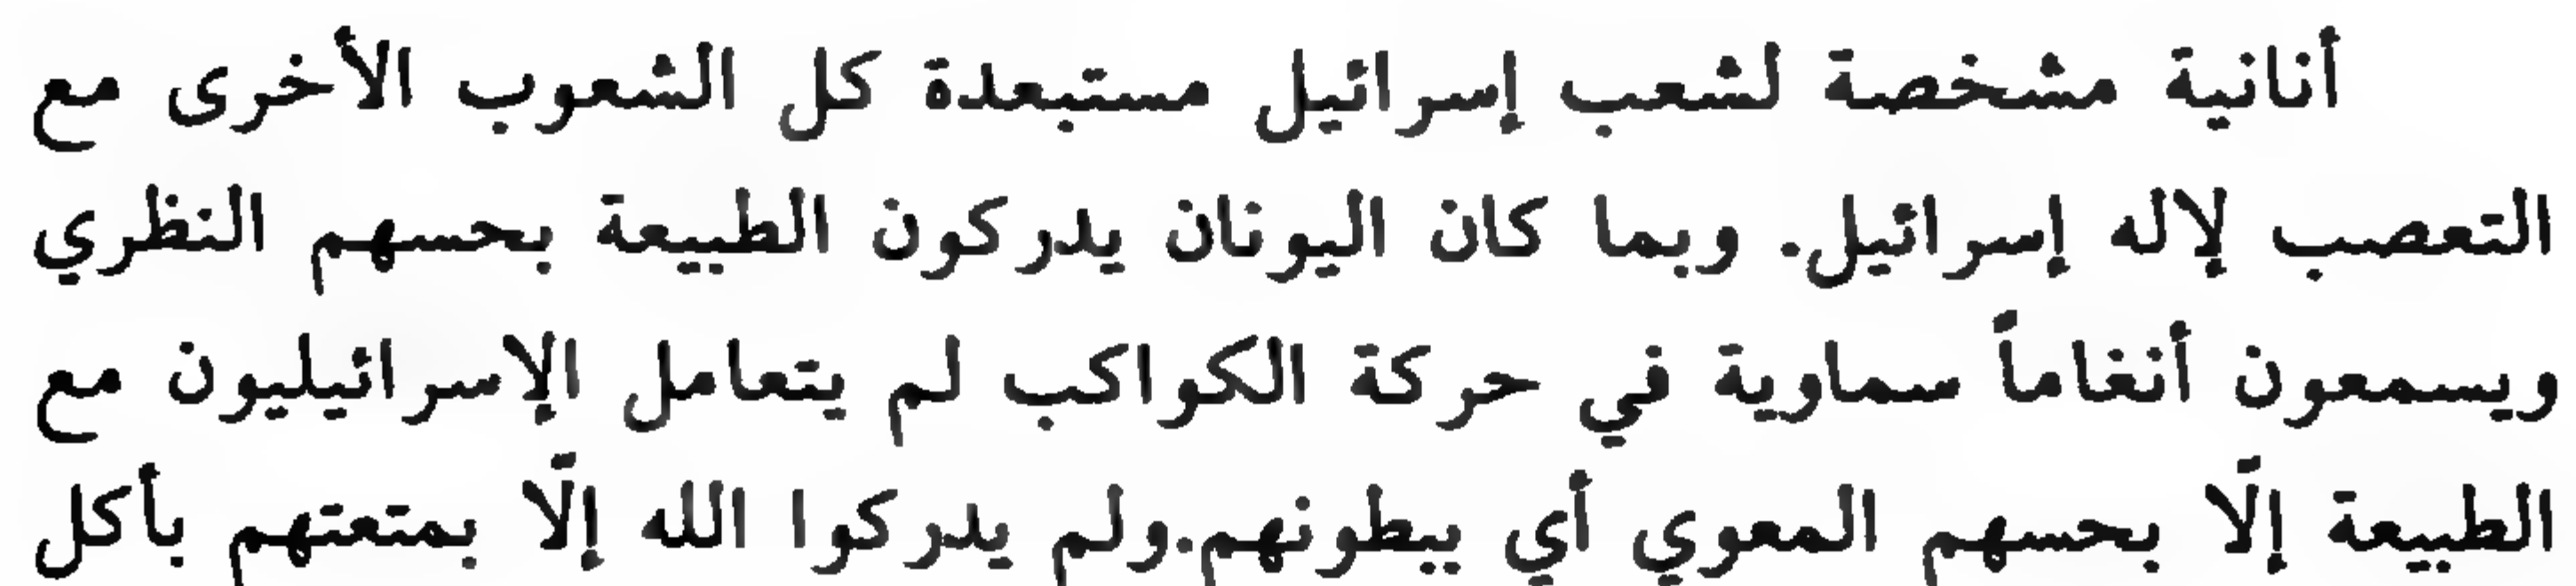 أنانية مشخصة لشعب إسرائيل مستبعدة كل الشعوب الأخرى مع
التعصب لإله إسرائيل. وبما كان اليونان يدركون الطبيعة بحسهم النظري
ويسمعون أنغاماً سماوية في حركة الكواكب لم يتعامل الإسرائيليون مع
الطبيعة إلّا بحسهم المعوي أي ببطونهم.ولم يدركوا الله إلّا بمتعتهم بأكل